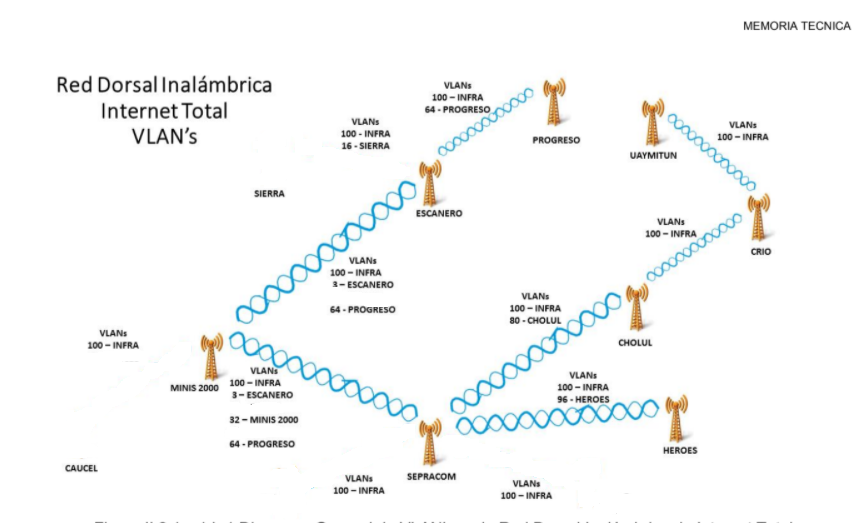 MEMORIA TECNICA
Red Dorsal Inalámbrica
Internet Total
VLAN's
VLANs
100 – INFRA
64 - PROGRESO
PROGRESO
VLANs
100 - INFRA
16 - SIERRA
UAYMITUN
VLANs
100 – INFRA
SIERRA
ESCANERO
VLANs
100 – INFRA
CRIO
VLANs
100 – INFRA
3 – ESCANERO
64 - PROGRESO
VLANs
100 – INFRA
80 - CHOLUL
CHOLUL
VLANs
100 – INFRA
MINIS 2000
VLANs
100 – INFRA
3 – ESCANERO
32 – MINIS 2000
64 - PROGRESO
VLANs
100 – INFRA
96 - HEROES
HEROES
CAUCEL
SEPRACOM
VLANs
100 – INFRA
VLANs
100 – INFRA